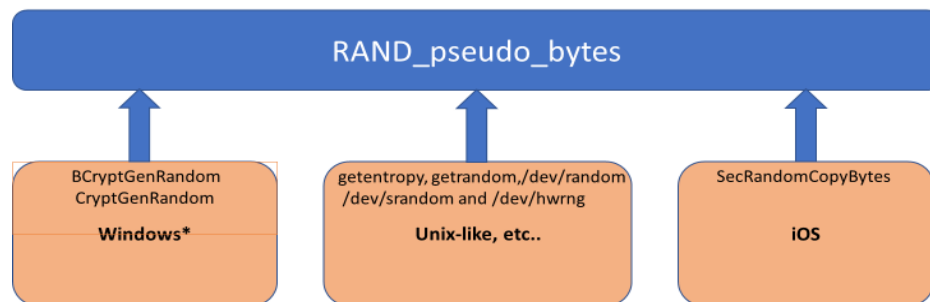 RAND_pseudo_bytes
BCryptGenRandom
CryptGenRandom
Windows*
getentropy, getrandom,/dev/random
/dev/srandom and /dev/hwrng
Unix-like, etc..
SecRandomCopyBytes
iOS